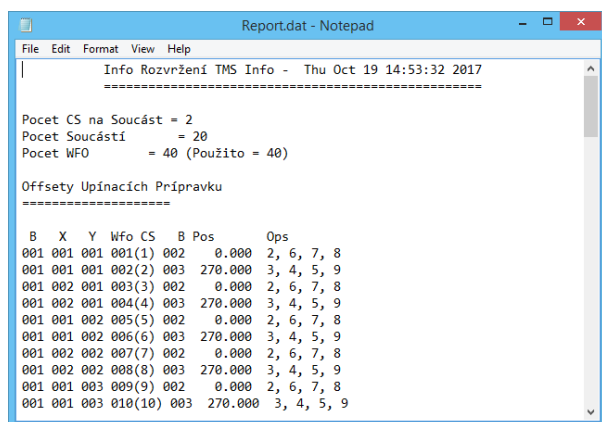 Report.dat - Notepad
File Edit Format View Help
Info Rozvržení TMS Info -  Thu Oct 19 14:53:32 2017
===================================================
Pocet CS na Soucást = 2
Pocet Soucástí       = 20
Pocet WFO        = 40 (Použito = 40)
Offsety Upínacích Prípravku
====================
B   X   Y  Wfo CS   B Pos       Ops
001 001 001 001(1) 002    0.000  2, 6, 7, 8
001 001 001 002(2) 003  270.000  3, 4, 5, 9
001 002 001 003(3) 002    0.000  2, 6, 7, 8
001 002 001 004(4) 003  270.000  3, 4, 5, 9
001 001 002 005(5) 002    0.000  2, 6, 7, 8
001 001 002 006(6) 003  270.000  3, 4, 5, 9
001 002 002 007(7) 002    0.000  2, 6, 7, 8
001 002 002 008(8) 003  270.000  3, 4, 5, 9
001 001 003 009(9) 002    0.000  2, 6, 7, 8
001 001 003 010(10) 003  270.000  3, 4, 5, 9